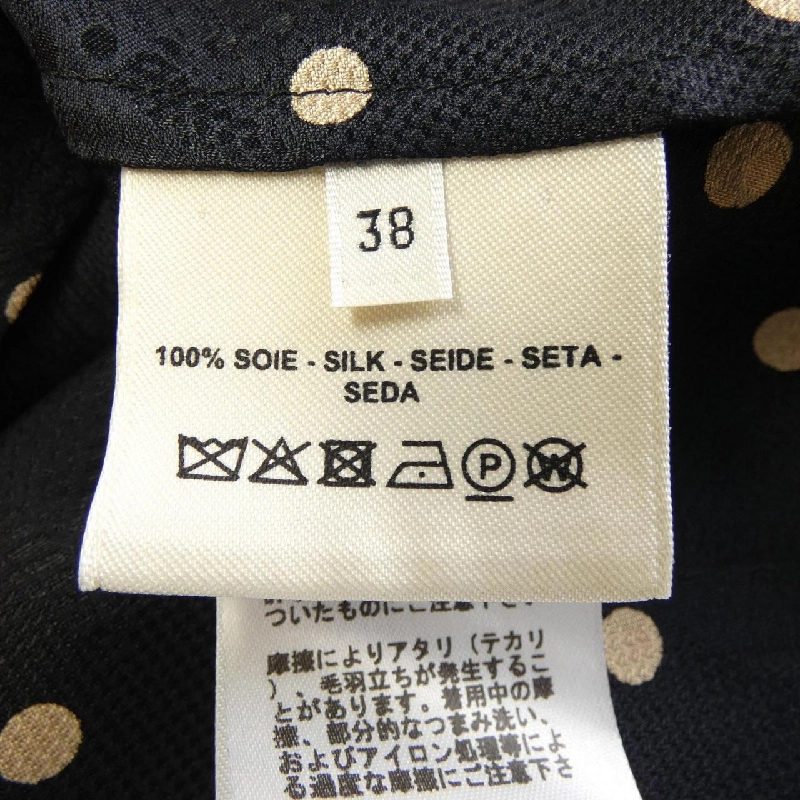 38
100% SOIE - SILK - SEIDE - SETA -
SEDA
P
W
ついたものにご注意下さい
摩擦によりアタリ（テカリ
）、毛羽立ちが発生するこ
とがあります。着用中の摩
擦、部分的なつまみ洗い、
およびアイロン処理等によ
る過度な摩擦にご注意下さ